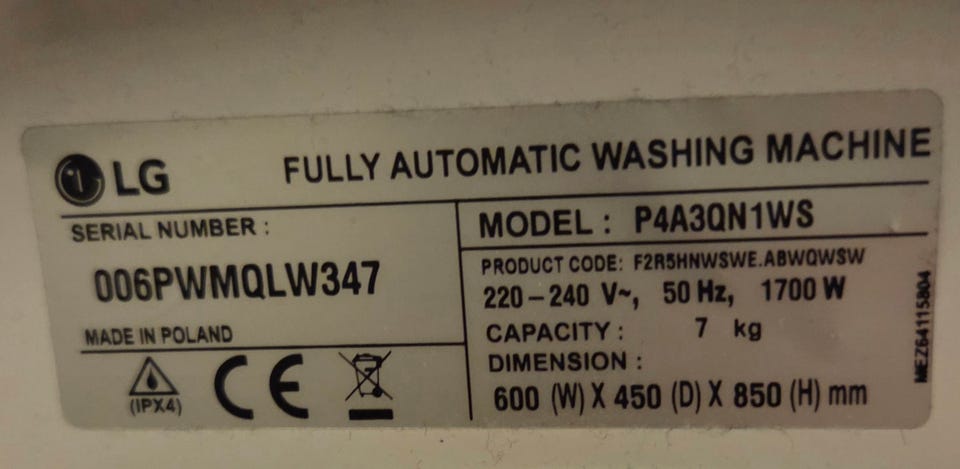 LG FULLY AUTOMATIC WASHING MACHINE
SERIAL NUMBER :
006PWMQLW347
MADE IN POLAND
(IPX4)
CE
MODEL : P4A3QN1WS
PRODUCT CODE: F2R5HNWSWE.ABWQWSW
220-240 V~, 50 Hz, 1700 W
CAPACITY : 7 kg
DIMENSION :
600 (W) X 450 (D) X 850 (H) mm
MEZ64115804